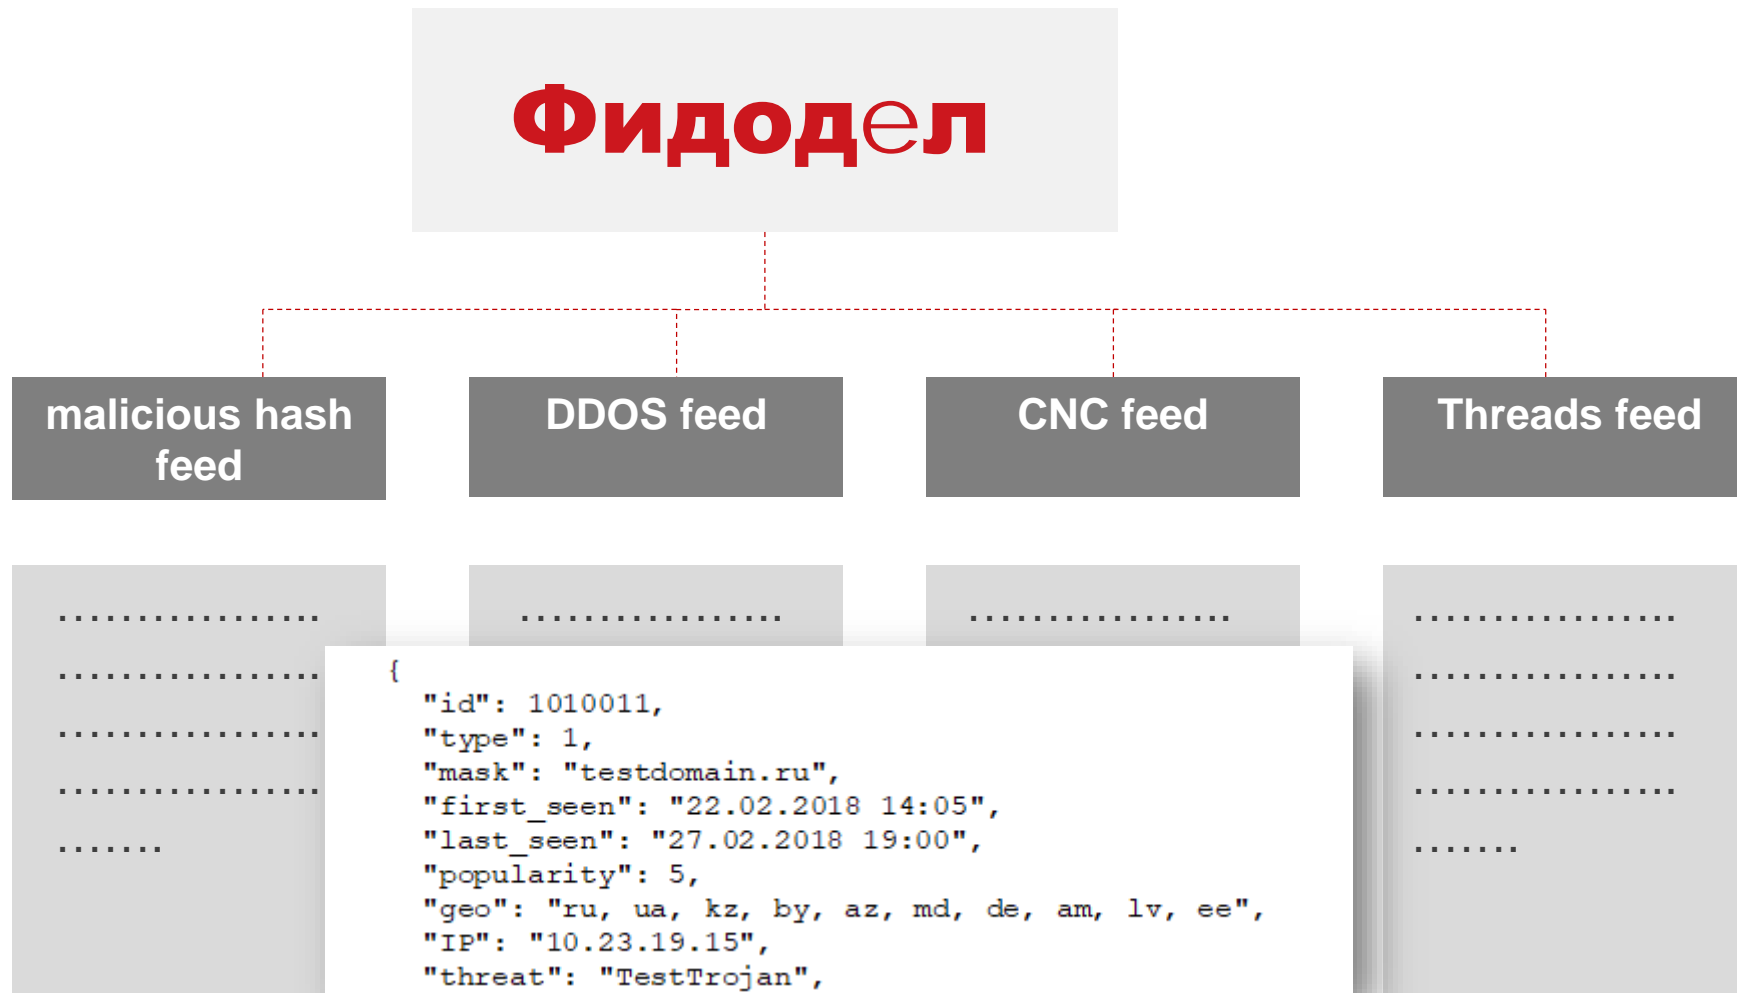 Фидодел
malicious hash
feed
DDOS feed
CNC feed
Threads feed
.................
.................
.................
.................
.......
.................
.................
.................
.................
.................
.................
.......
{
"id": 1010011,
"type": 1,
"mask": "testdomain.ru",
"first_seen": "22.02.2018 14:05",
"last_seen": "27.02.2018 19:00",
"popularity": 5,
"geo": "ru, ua, kz, by, az, md, de, am, lv, ee",
"IP": "10.23.19.15",
"threat": "TestTrojan",